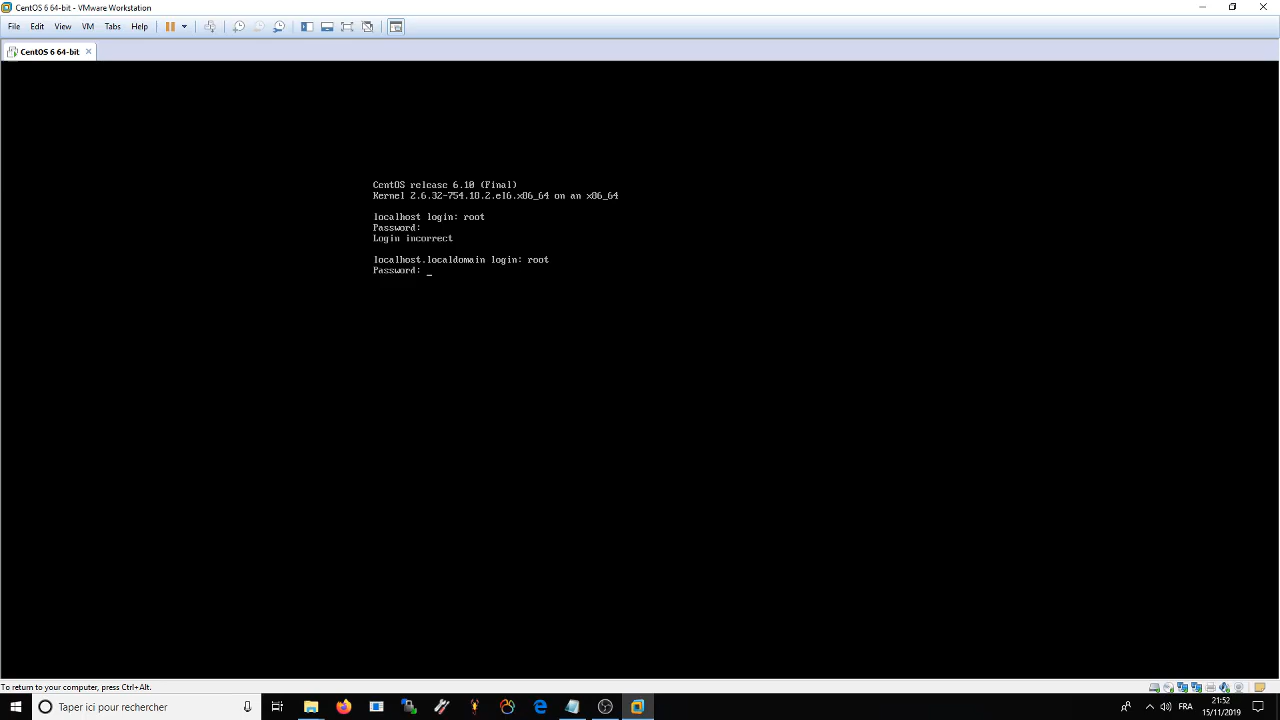 CentOS 6 64-bit - VMware Workstation
File Edit View VM Tabs Help
CentOS 6 64-bit
CentOS release 6.10 (Final)
Kernel 2.6.32-754.10.2.el6.x86_64 on an x86_64
localhost login: root
Password:
Login incorrect
localhost.localdomain login: root
Password: _
To return to your computer, press Ctrl+Alt.
Taper ici pour rechercher
FRA
21:52
15/11/2019